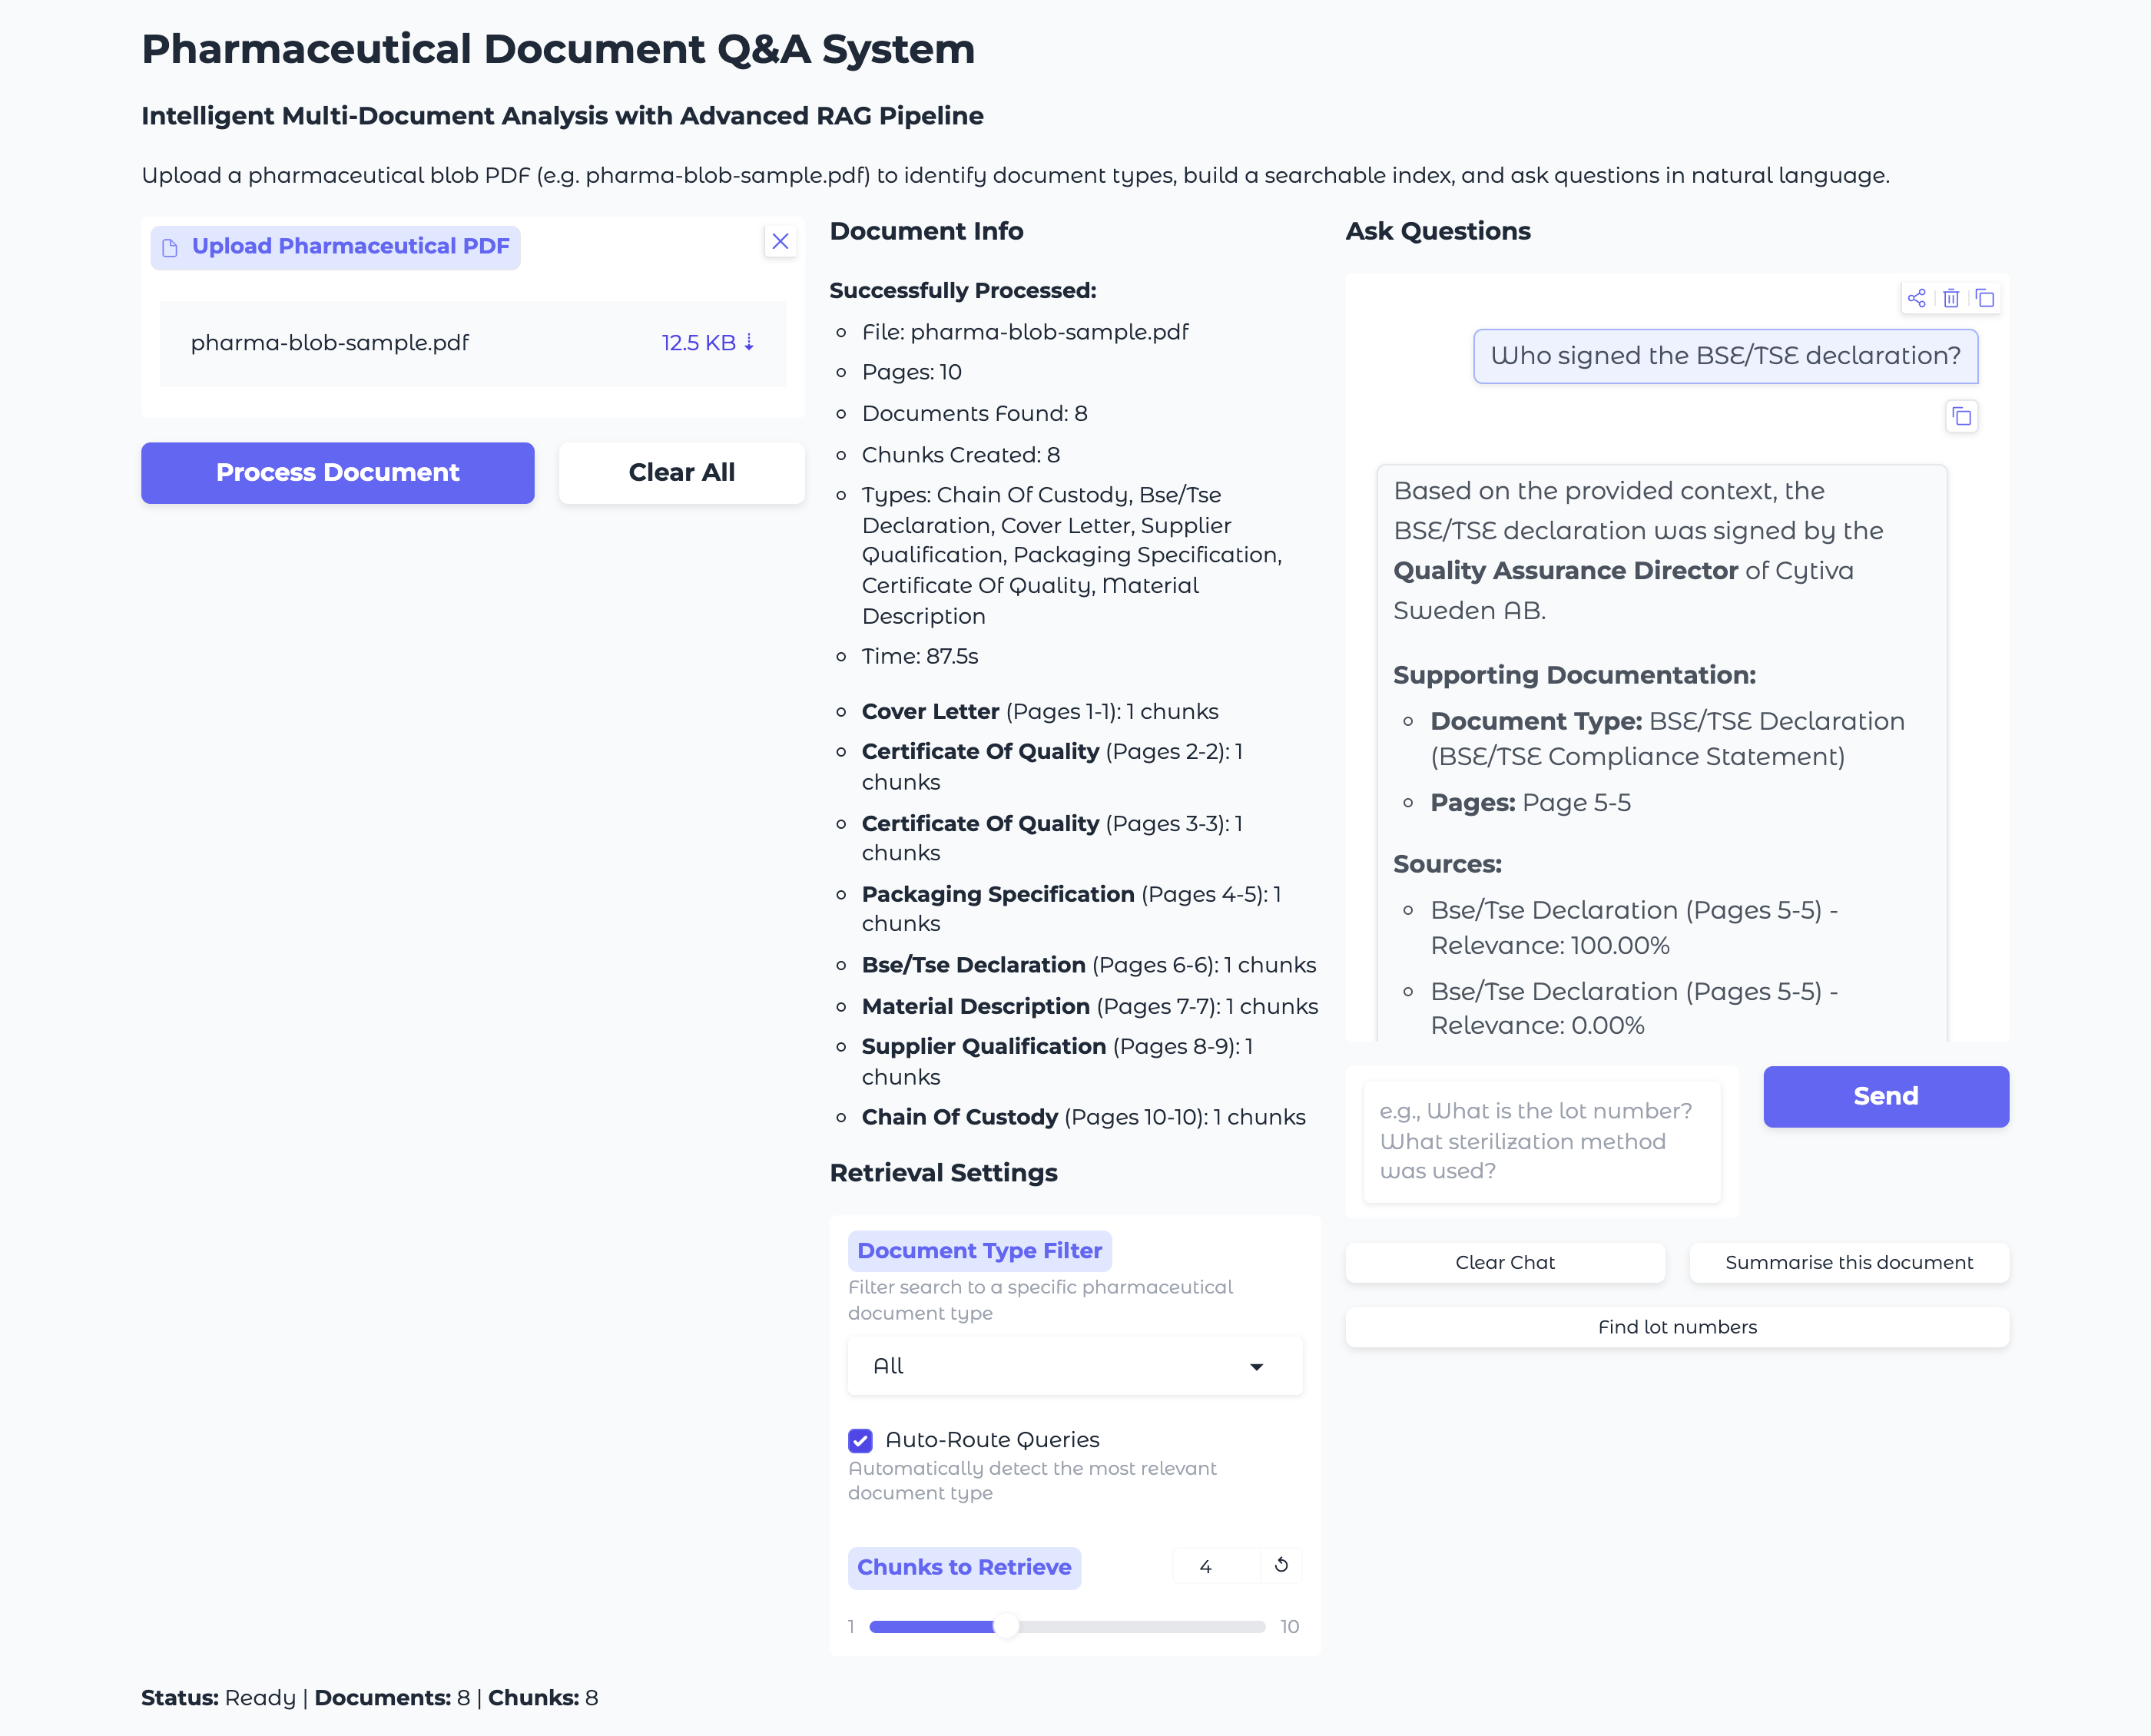 Pharmaceutical Document Q&A System
Intelligent Multi-Document Analysis with Advanced RAG Pipeline
Upload a pharmaceutical blob PDF (e.g. pharma-blob-sample.pdf) to identify document types, build a searchable index, and ask questions in natural language.
Upload Pharmaceutical PDF
pharma-blob-sample.pdf
12.5 KB ⇣
Process Document
Clear All
Document Info
Successfully Processed:
File: pharma-blob-sample.pdf
Pages: 10
Documents Found: 8
Chunks Created: 8
Types: Chain Of Custody, Bse/Tse
Declaration, Cover Letter, Supplier
Qualification, Packaging Specification,
Certificate Of Quality, Material
Description
Time: 87.5s
Cover Letter (Pages 1-1): 1 chunks
Certificate Of Quality (Pages 2-2): 1
chunks
Certificate Of Quality (Pages 3-3): 1
chunks
Packaging Specification (Pages 4-5): 1
chunks
Bse/Tse Declaration (Pages 6-6): 1 chunks
Material Description (Pages 7-7): 1 chunks
Supplier Qualification (Pages 8-9): 1
chunks
Chain Of Custody (Pages 10-10): 1 chunks
Retrieval Settings
Document Type Filter
Filter search to a specific pharmaceutical
document type
All
Auto-Route Queries
Automatically detect the most relevant
document type
Chunks to Retrieve
4
1
10
Ask Questions
Who signed the BSE/TSE declaration?
Based on the provided context, the
BSE/TSE declaration was signed by the
Quality Assurance Director of Cytiva
Sweden AB.
Supporting Documentation:
Document Type: BSE/TSE Declaration
(BSE/TSE Compliance Statement)
Pages: Page 5-5
Sources:
Bse/Tse Declaration (Pages 5-5) -
Relevance: 100.00%
Bse/Tse Declaration (Pages 5-5) -
Relevance: 0.00%
e.g., What is the lot number?
What sterilization method
was used?
Send
Clear Chat
Summarise this document
Find lot numbers
Status: Ready | Documents: 8 | Chunks: 8